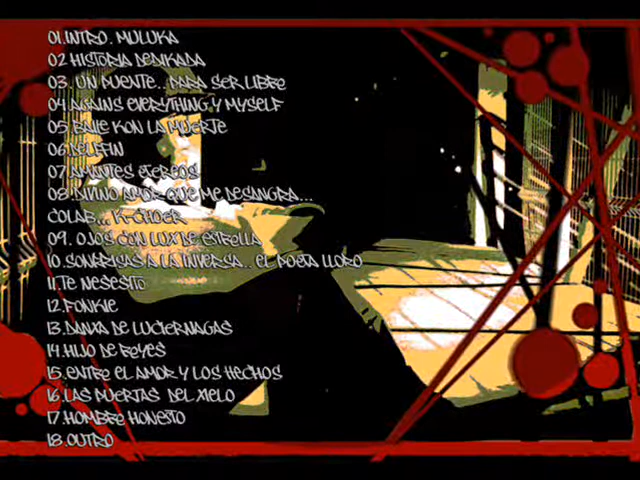 01.INTRO. MULUKA
02 HISTORIA DEDIKADA
03. UN PUENTE.. PARA SER LIBRE
04 AGAINS EVERYTHING Y MYSELF
05 BAILE KON LA MUERTE
06.DELFIN
07 AMANTES ETEREOS
08.DIVINO AMOR QUE ME DESANGRA...
COLAB... K-CHOER
09. OJOS CON LUX DE ESTRELLA
10.SONRISAS A LA INVERSA.. EL POETA LLORO
11.TE NESESITO
12.FONKIE
13.DANXA DE LUCIERNAGAS
14.HIJO DE REYES
15.ENTRE EL AMOR Y LOS HECHOS
16.LAS PUERTAS DEL XIELO
17.HOMBRE HONESTO
18.OUTRO